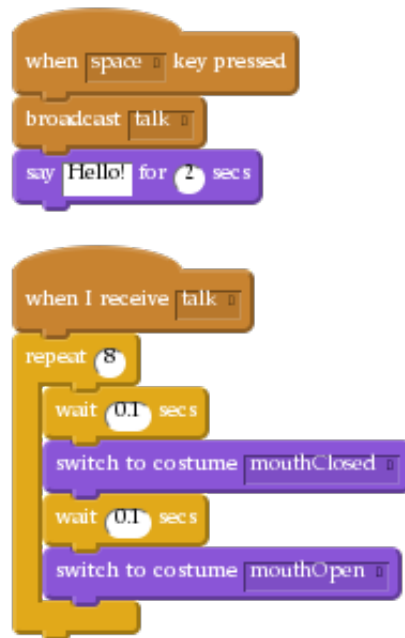 when space key pressed
broadcast talk
say Hello! for 2 secs
when I receive talk
repeat 8
wait 0.1 secs
switch to costume mouthClosed
wait 0.1 secs
switch to costume mouthOpen